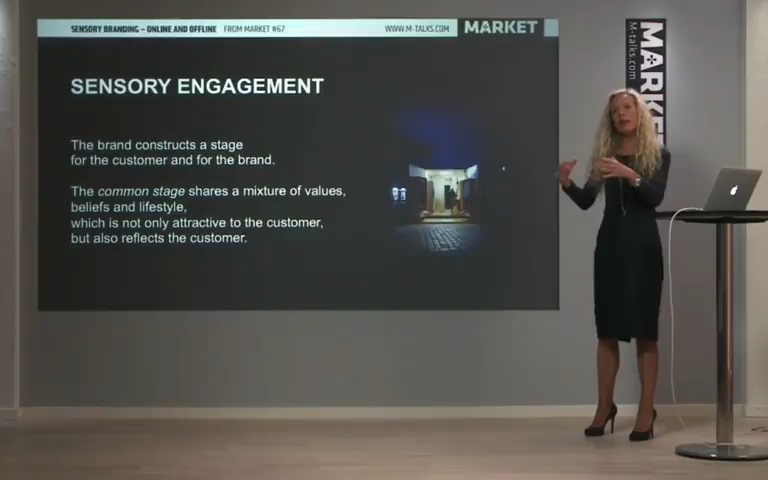 SENSORY BRANDING – ONLINE AND OFFLINE FROM MARKET #67 WWW.M-TALKS.COM MARKET
SENSORY ENGAGEMENT
The brand constructs a stage
for the customer and for the brand.
The common stage shares a mixture of values,
beliefs and lifestyle,
which is not only attractive to the customer,
but also reflects the customer.
MARKE
M-talks.com